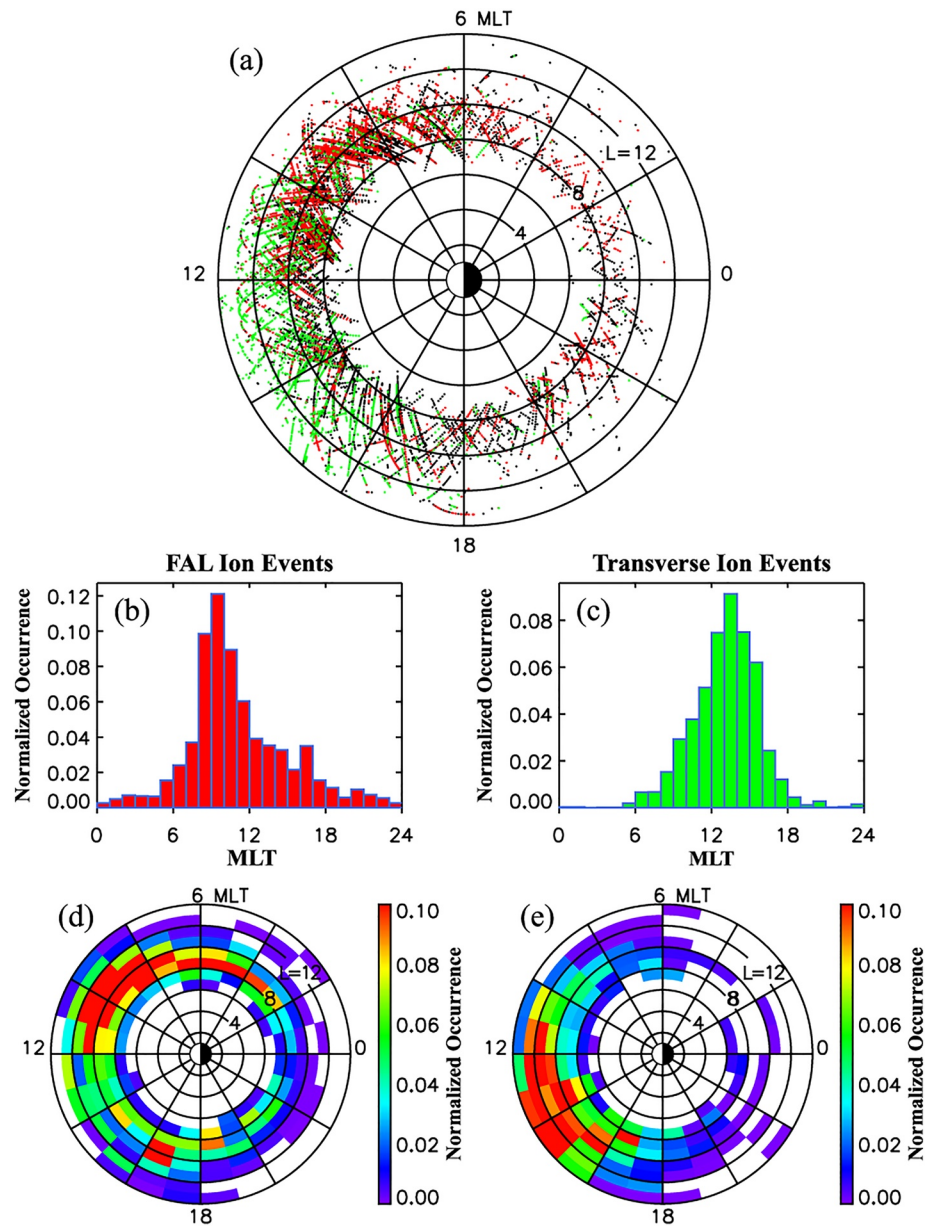 6 MLT
(a)
L=12
8
4
12
0
18
FAL Ion Events
Transverse Ion Events
(b)
(c)
Normalized Occurrence
0.12
0.10
0.08
0.06
0.04
0.02
0.00
0 6 12 18 24
MLT
Normalized Occurrence
0.08
0.06
0.04
0.02
0.00
0 6 12 18 24
MLT
(d)
6 MLT
L=12
8
4
12
0
18
0.10
0.08
0.06
0.04
0.02
0.00
Normalized Occurrence
(e)
6 MLT
L=12
8
4
12
0
18
0.10
0.08
0.06
0.04
0.02
0.00
Normalized Occurrence